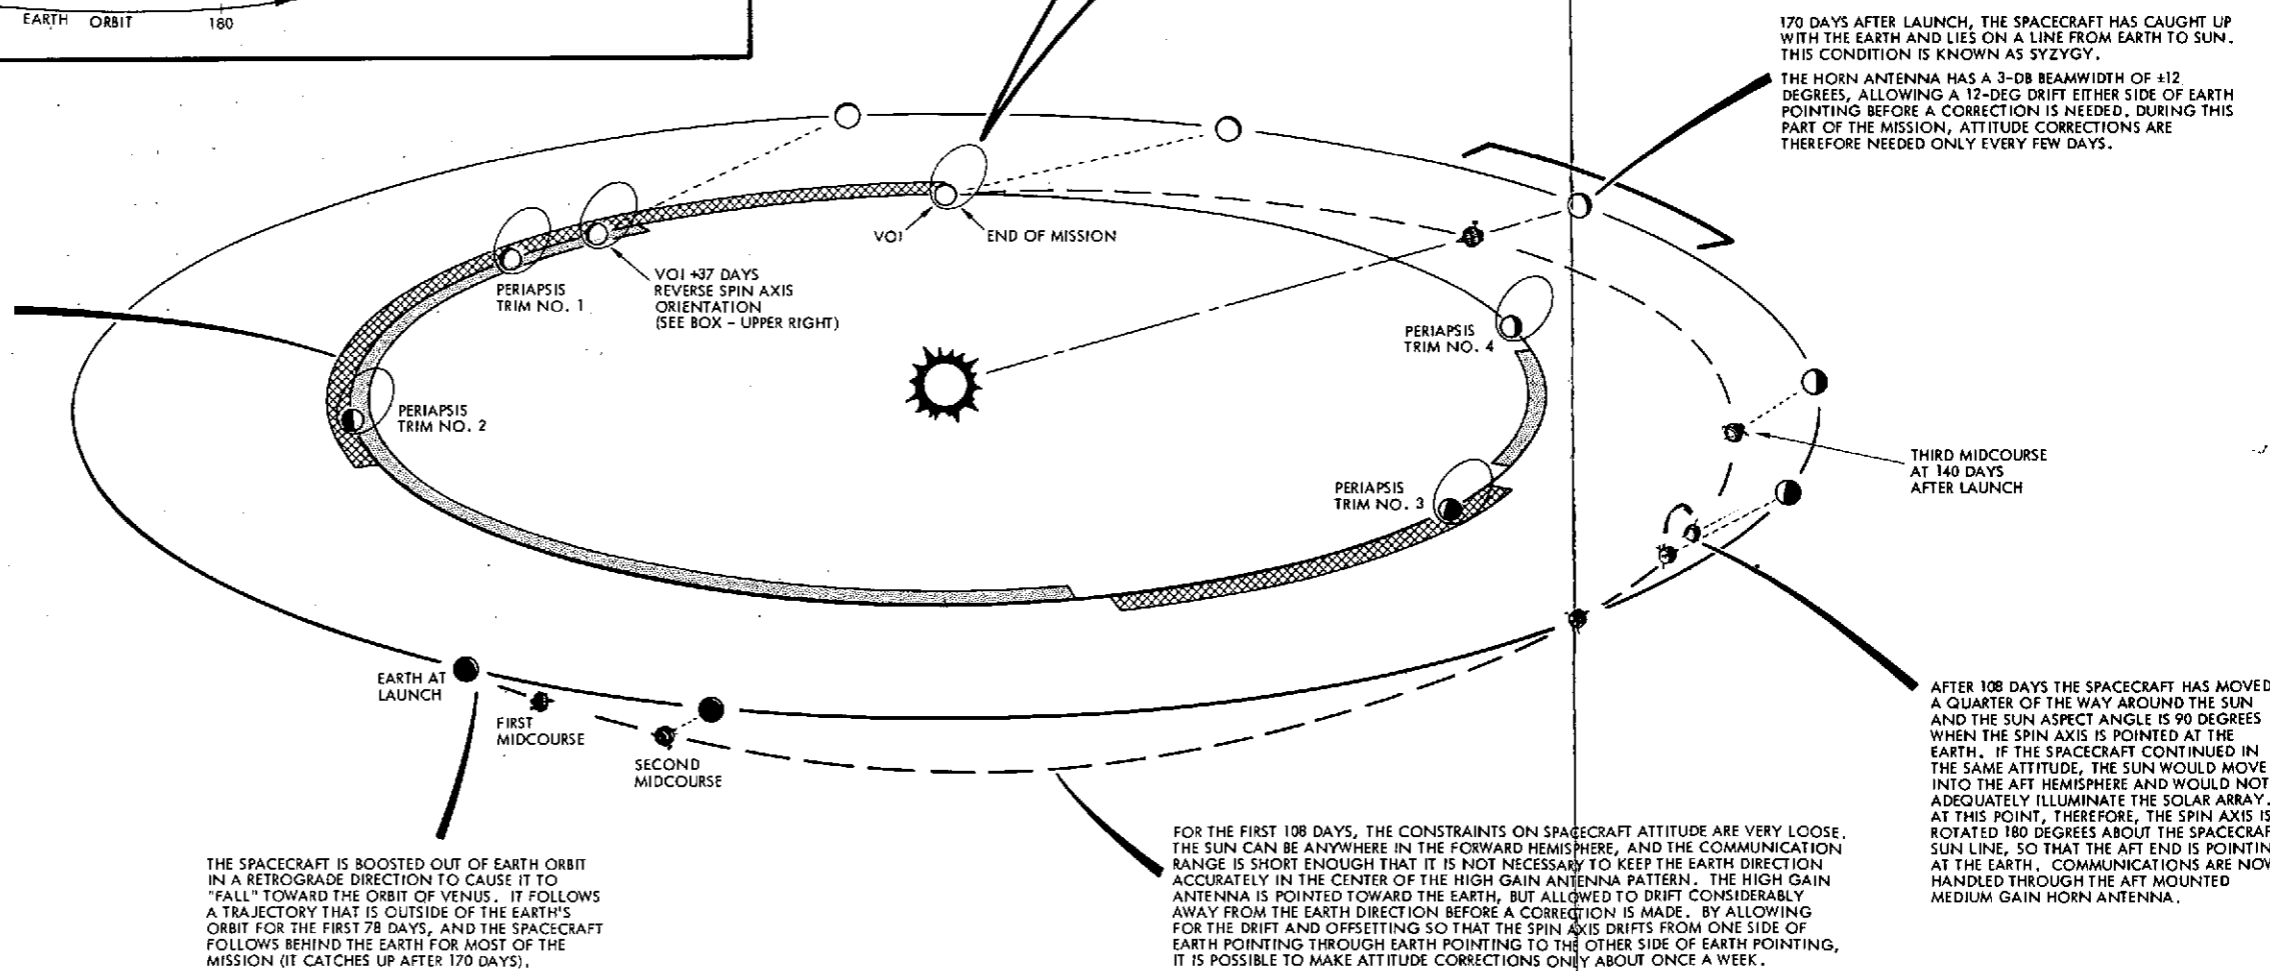 EARTH ORBIT 180
170 DAYS AFTER LAUNCH, THE SPACECRAFT HAS CAUGHT UP
WITH THE EARTH AND LIES ON A LINE FROM EARTH TO SUN.
THIS CONDITION IS KNOWN AS SYZYGY.
THE HORN ANTENNA HAS A 3-DB BEAMWIDTH OF ±12
DEGREES, ALLOWING A 12-DEG DRIFT EITHER SIDE OF EARTH
POINTING BEFORE A CORRECTION IS NEEDED. DURING THIS
PART OF THE MISSION, ATTITUDE CORRECTIONS ARE
THEREFORE NEEDED ONLY EVERY FEW DAYS.
VOI
END OF MISSION
VOI +37 DAYS
REVERSE SPIN AXIS
ORIENTATION
(SEE BOX - UPPER RIGHT)
PERIAPSIS
TRIM NO. 1
PERIAPSIS
TRIM NO. 4
PERIAPSIS
TRIM NO. 2
THIRD MIDCOURSE
AT 140 DAYS
AFTER LAUNCH
PERIAPSIS
TRIM NO. 3
EARTH AT
LAUNCH
FIRST
MIDCOURSE
SECOND
MIDCOURSE
AFTER 108 DAYS THE SPACECRAFT HAS MOVED
A QUARTER OF THE WAY AROUND THE SUN
AND THE SUN ASPECT ANGLE IS 90 DEGREES
WHEN THE SPIN AXIS IS POINTED AT THE
EARTH. IF THE SPACECRAFT CONTINUED IN
THE SAME ATTITUDE, THE SUN WOULD MOVE
INTO THE AFT HEMISPHERE AND WOULD NOT
ADEQUATELY ILLUMINATE THE SOLAR ARRAY.
AT THIS POINT, THEREFORE, THE SPIN AXIS IS
ROTATED 180 DEGREES ABOUT THE SPACECRAF
SUN LINE, SO THAT THE AFT END IS POINTIN
AT THE EARTH. COMMUNICATIONS ARE NOW
HANDLED THROUGH THE AFT MOUNTED
MEDIUM GAIN HORN ANTENNA.
THE SPACECRAFT IS BOOSTED OUT OF EARTH ORBIT
IN A RETROGRADE DIRECTION TO CAUSE IT TO
"FALL" TOWARD THE ORBIT OF VENUS. IT FOLLOWS
A TRAJECTORY THAT IS OUTSIDE OF THE EARTH'S
ORBIT FOR THE FIRST 78 DAYS, AND THE SPACECRAFT
FOLLOWS BEHIND THE EARTH FOR MOST OF THE
MISSION (IT CATCHES UP AFTER 170 DAYS).
FOR THE FIRST 108 DAYS, THE CONSTRAINTS ON SPACECRAFT ATTITUDE ARE VERY LOOSE.
THE SUN CAN BE ANYWHERE IN THE FORWARD HEMISPHERE, AND THE COMMUNICATION
RANGE IS SHORT ENOUGH THAT IT IS NOT NECESSARY TO KEEP THE EARTH DIRECTION
ACCURATELY IN THE CENTER OF THE HIGH GAIN ANTENNA PATTERN. THE HIGH GAIN
ANTENNA IS POINTED TOWARD THE EARTH, BUT ALLOWED TO DRIFT CONSIDERABLY
AWAY FROM THE EARTH DIRECTION BEFORE A CORRECTION IS MADE. BY ALLOWING
FOR THE DRIFT AND OFFSETTING SO THAT THE SPIN AXIS DRIFTS FROM ONE SIDE OF
EARTH POINTING THROUGH EARTH POINTING TO THE OTHER SIDE OF EARTH POINTING,
IT IS POSSIBLE TO MAKE ATTITUDE CORRECTIONS ONLY ABOUT ONCE A WEEK.